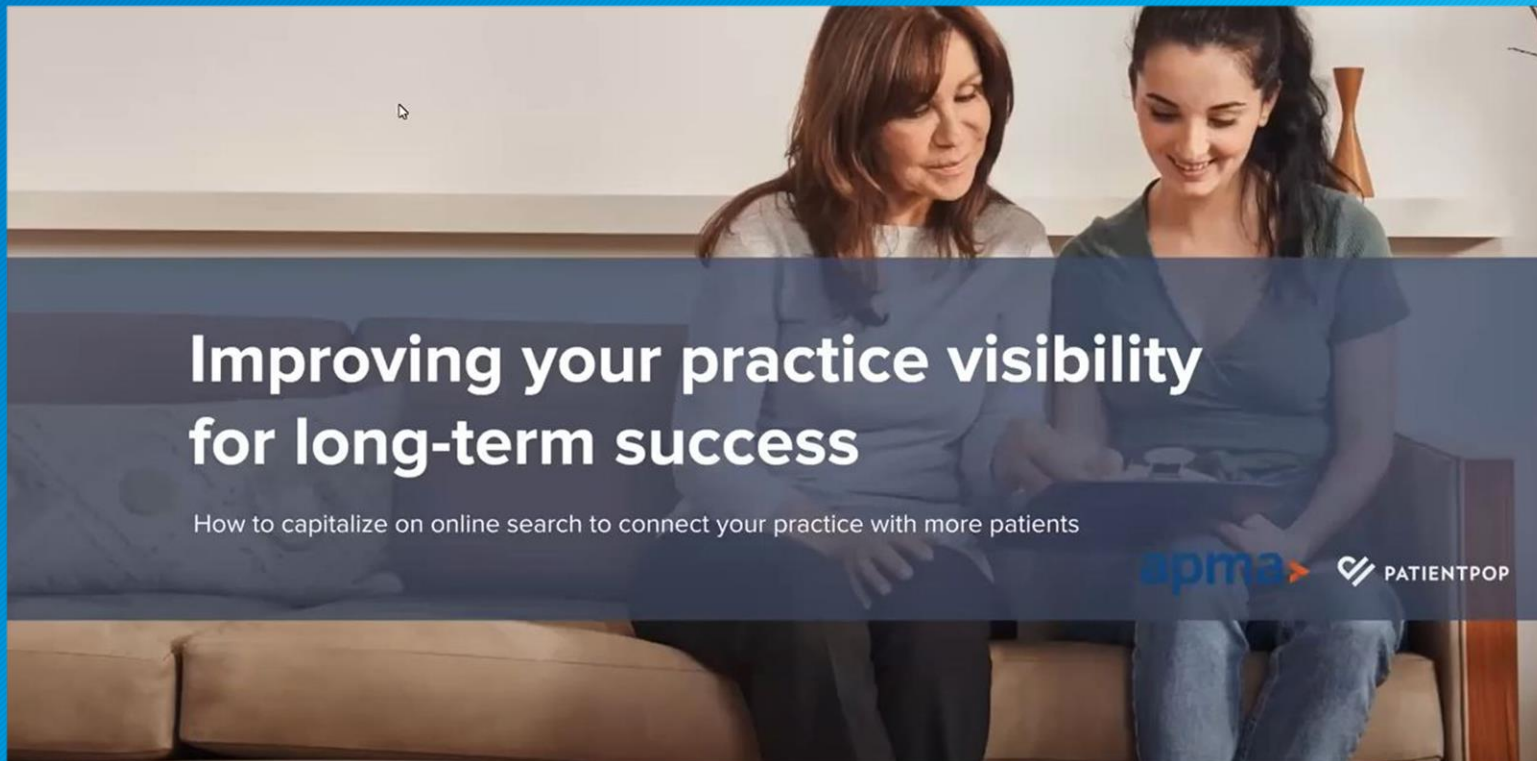 Improving your practice visibility
for long-term success
How to capitalize on online search to connect your practice with more patients
apma> PATIENTPOP